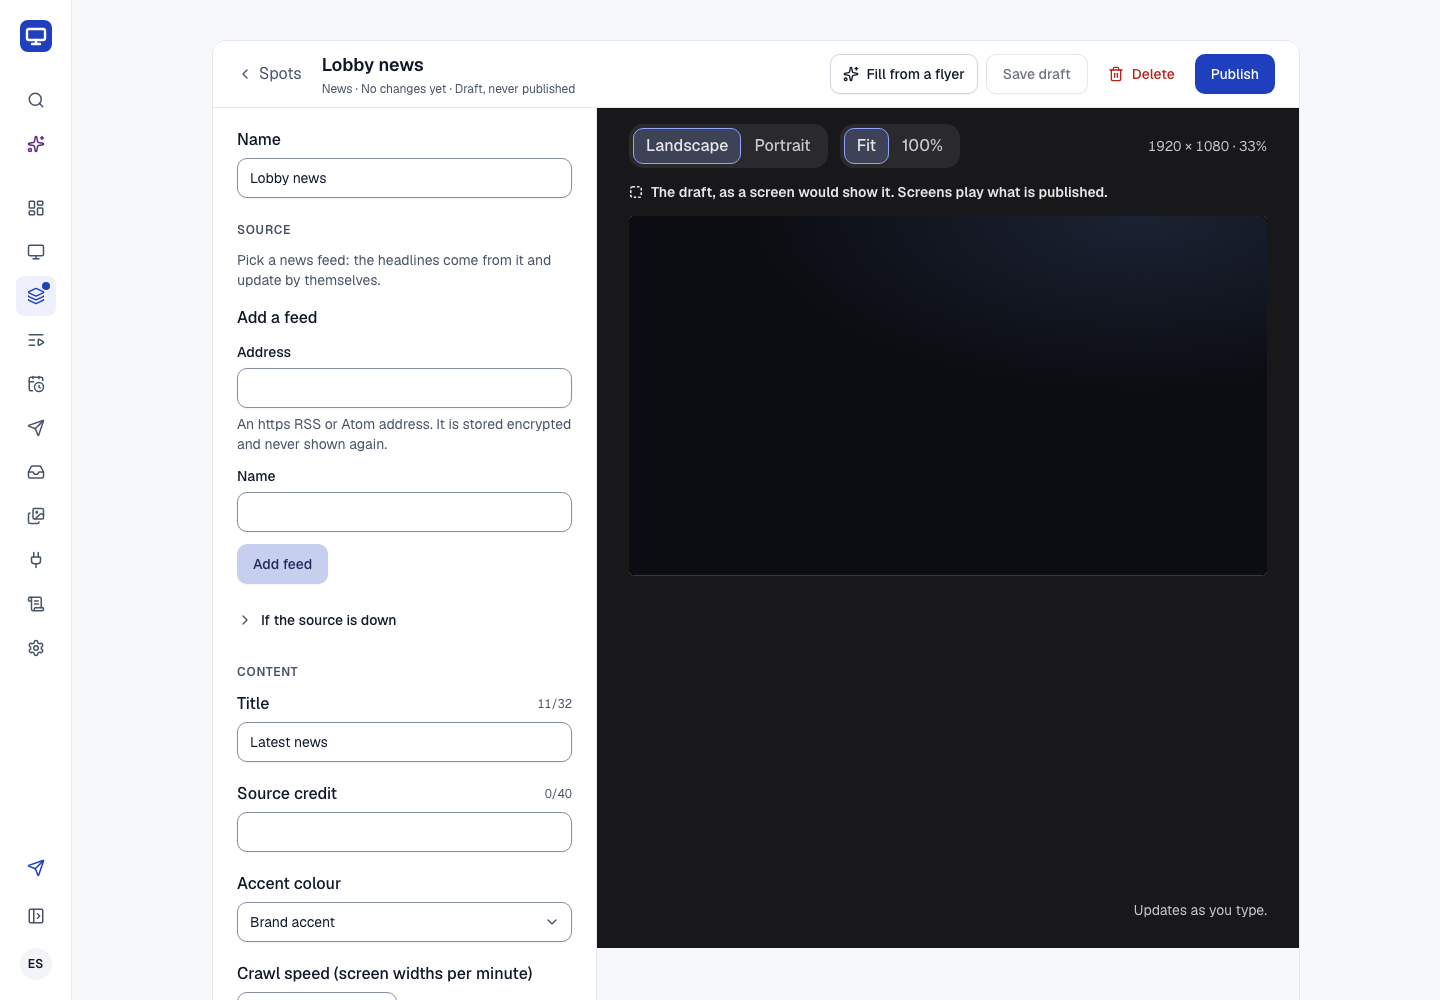 Spots
Lobby news
News · No changes yet · Draft, never published
Fill from a flyer
Save draft
Delete
Publish
Name
Lobby news
SOURCE
Pick a news feed: the headlines come from it and
update by themselves.
Add a feed
Address
An https RSS or Atom address. It is stored encrypted
and never shown again.
Name
Add feed
If the source is down
CONTENT
Title
11/32
Latest news
Source credit
0/40
Accent colour
Brand accent
Crawl speed (screen widths per minute)
Landscape
Portrait
Fit
100%
1920 × 1080 · 33%
The draft, as a screen would show it. Screens play what is published.
Updates as you type.
ES